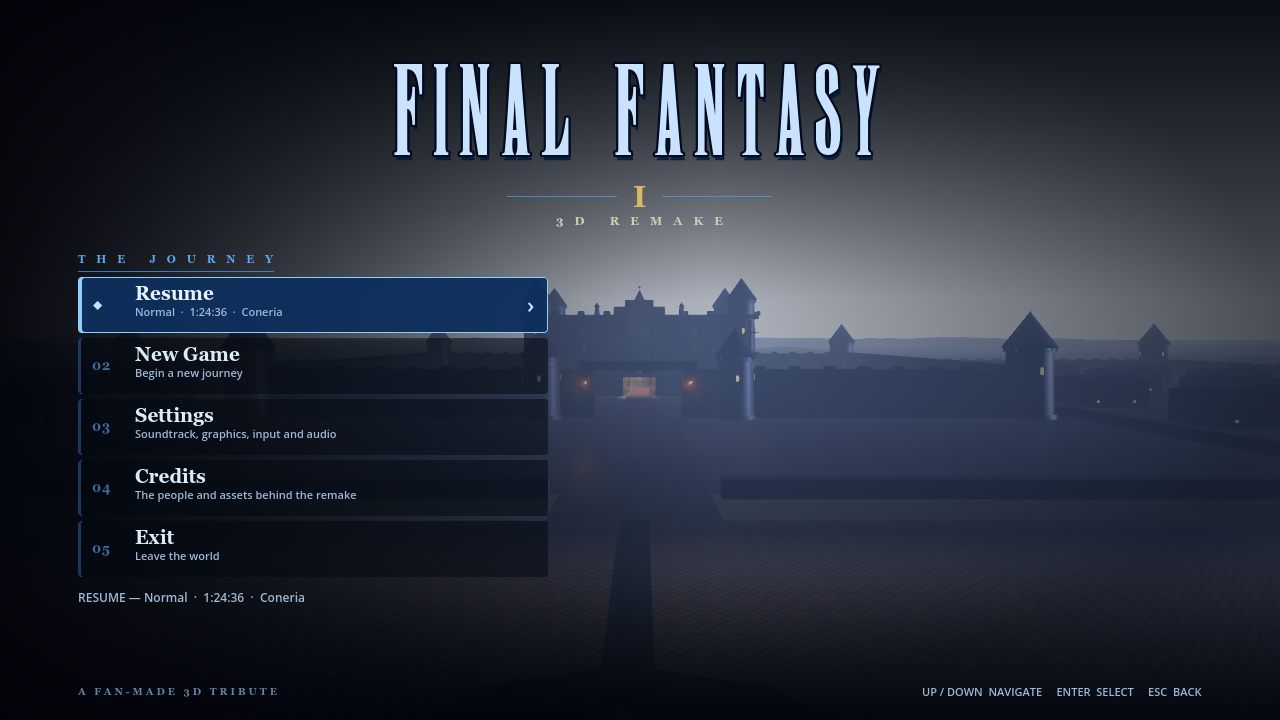 FINAL FANTASY
I
3D REMAKE
THE JOURNEY
Resume
Normal · 1:24:36 · Coneria
02
New Game
Begin a new journey
03
Settings
Soundtrack, graphics, input and audio
04
Credits
The people and assets behind the remake
05
Exit
Leave the world
RESUME — Normal · 1:24:36 · Coneria
A FAN-MADE 3D TRIBUTE
UP / DOWN NAVIGATE ENTER SELECT ESC BACK